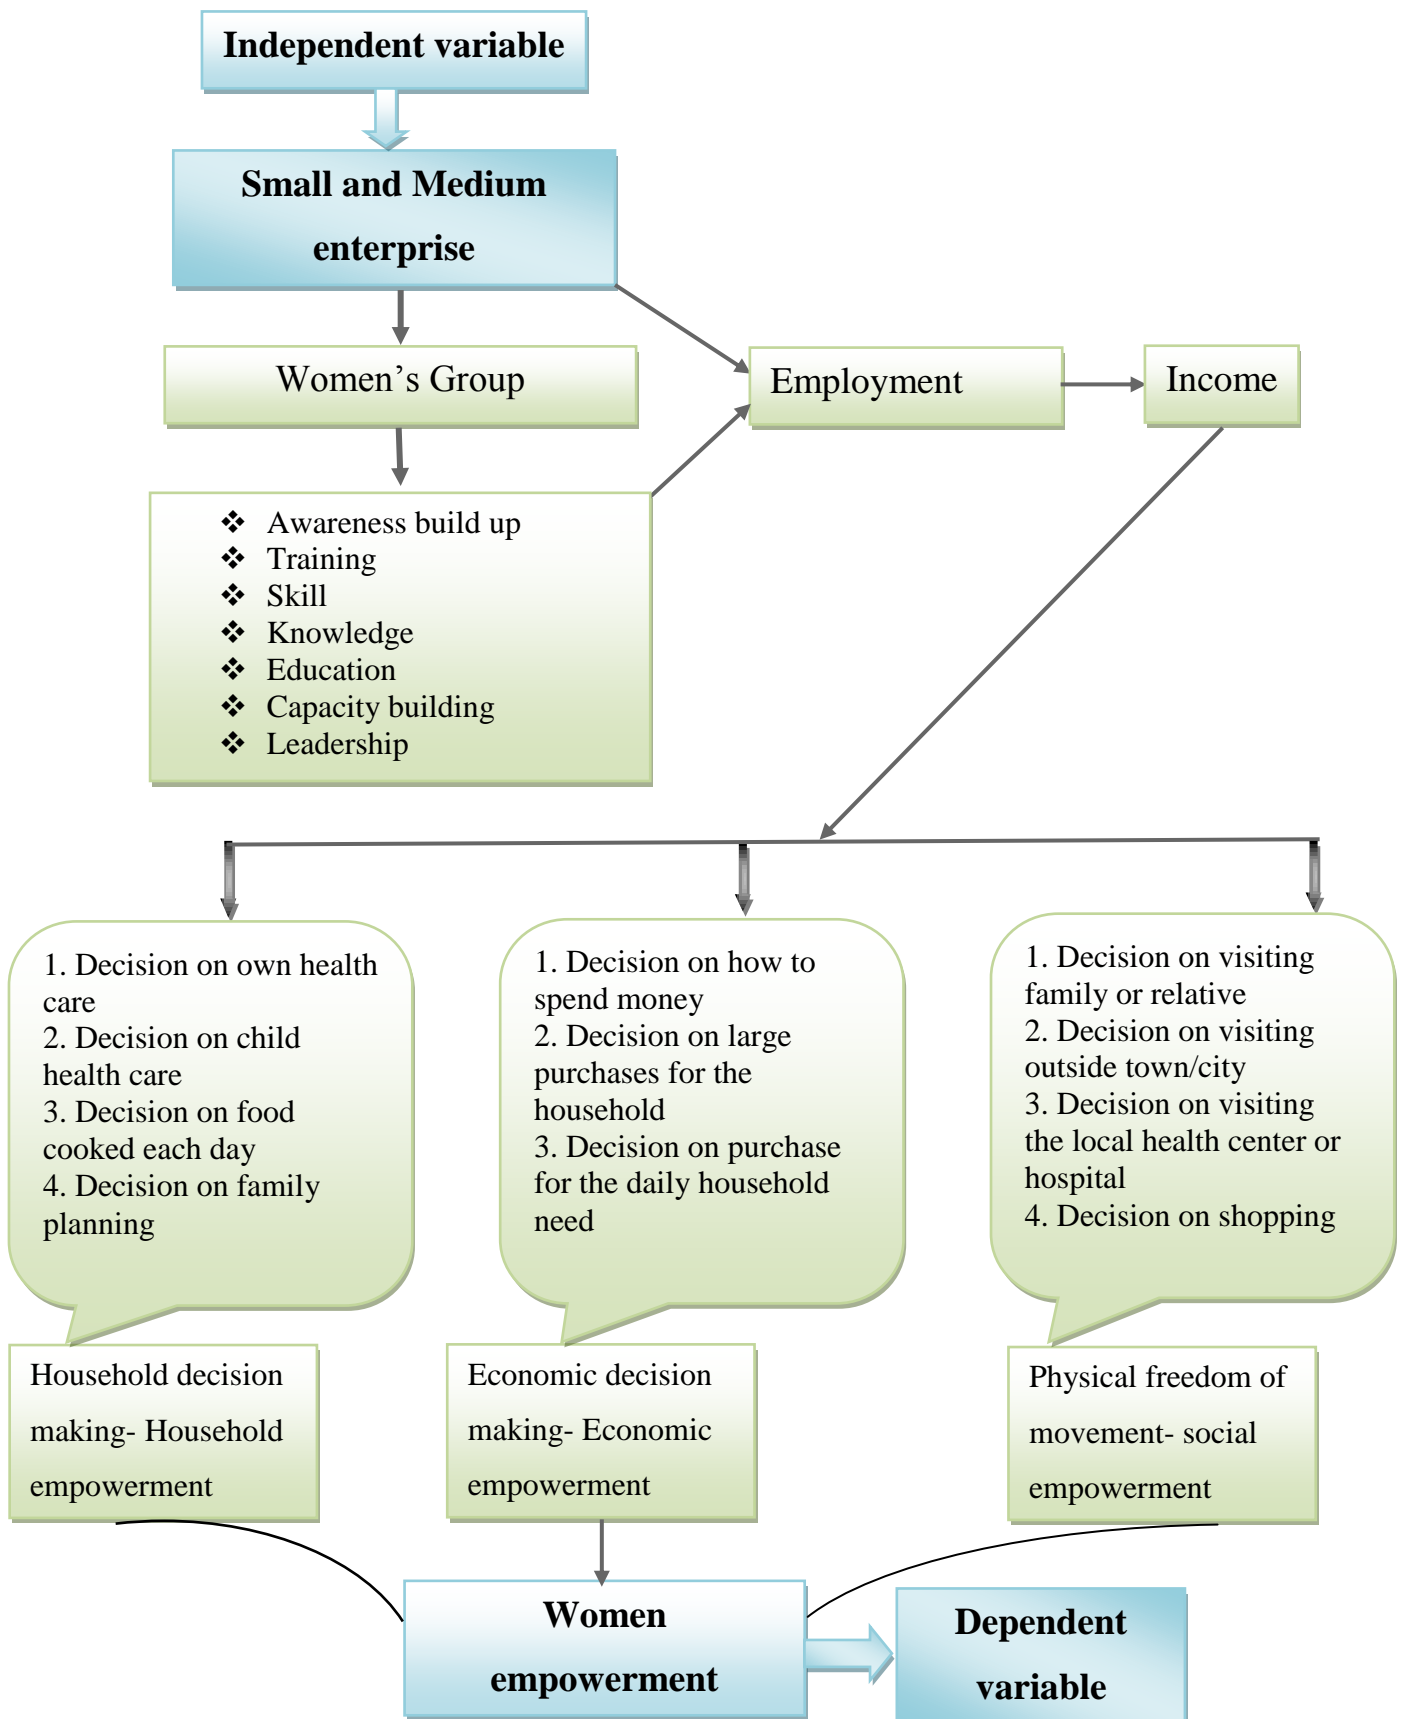 Independent variable
Small and Medium
enterprise
Women’s Group
Employment
Income
❖ Awareness build up
❖ Training
❖ Skill
❖ Knowledge
❖ Education
❖ Capacity building
❖ Leadership
1. Decision on own health
care
2. Decision on child
health care
3. Decision on food
cooked each day
4. Decision on family
planning
1. Decision on how to
spend money
2. Decision on large
purchases for the
household
3. Decision on purchase
for the daily household
need
1. Decision on visiting
family or relative
2. Decision on visiting
outside town/city
3. Decision on visiting
the local health center or
hospital
4. Decision on shopping
Household decision
making- Household
empowerment
Economic decision
making- Economic
empowerment
Physical freedom of
movement- social
empowerment
Women
empowerment
Dependent
variable